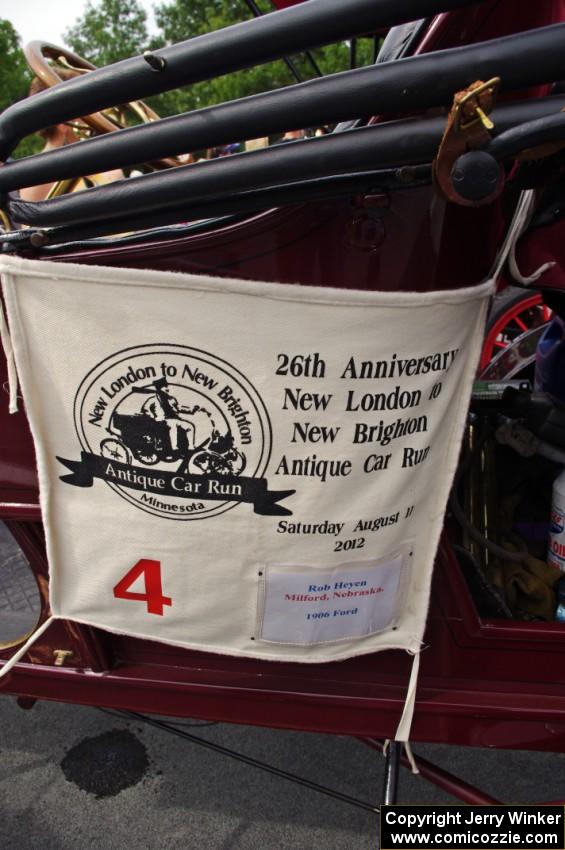 New London to New Brighton
Antique Car Run
Minnesota
26th Anniversary
New London to
New Brighton
Antique Car Run
Saturday August 11
2012
4
Rob Heyen
Milford, Nebraska,
1906 Ford
Copyright Jerry Winker
www.comicozzie.com